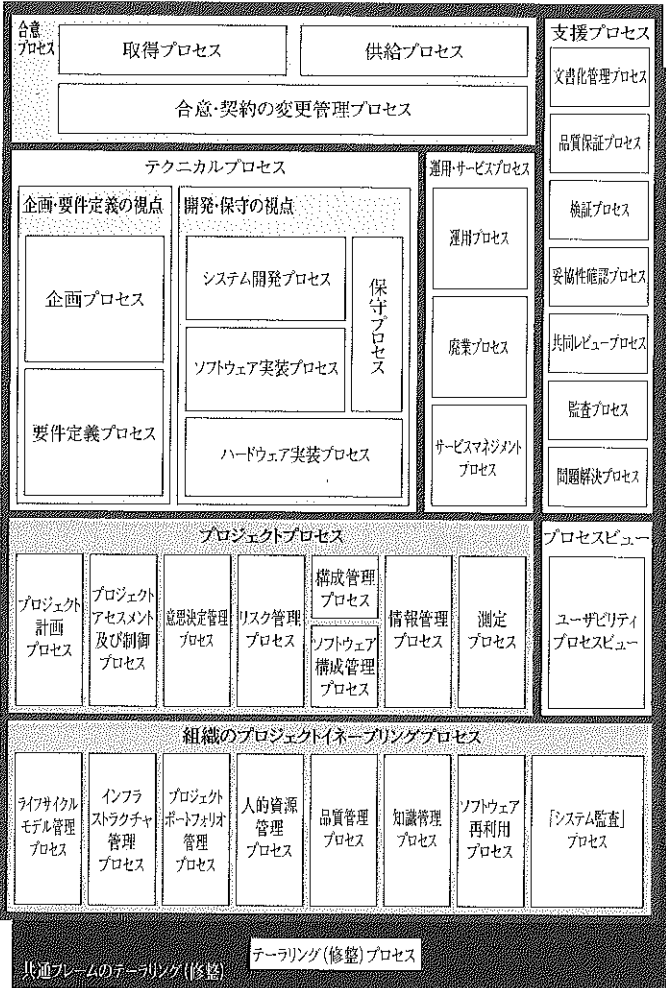 合意
プロセス
取得プロセス
供給プロセス
合意・契約の変更管理プロセス
支援プロセス
文書化管理プロセス
品質保証プロセス
検証プロセス
妥協性確認プロセス
共同レビュープロセス
監査プロセス
問題解決プロセス
テクニカルプロセス
企画・要件定義の視点
企画プロセス
要件定義プロセス
開発・保守の視点
システム開発プロセス
ソフトウェア実装プロセス
保守プロセス
ハードウェア実装プロセス
運用・サービスプロセス
運用プロセス
廃業プロセス
サービスマネジメント
プロセス
プロジェクトプロセス
プロジェクト
計画
プロセス
プロジェクト
アセスメント
及び制御
プロセス
意思決定管理
プロセス
リスク管理
プロセス
構成管理
プロセス
ソフトウェア
構成管理
プロセス
情報管理
プロセス
測定
プロセス
プロセスビュー
ユーザビリティ
プロセスビュー
組織のプロジェクトイネーブリングプロセス
ライフサイクル
モデル管理
プロセス
インフラ
ストラクチャ
管理
プロセス
プロジェクト
ポートフォリオ
管理
プロセス
人的資源
管理
プロセス
品質管理
プロセス
知識管理
プロセス
ソフトウェア
再利用
プロセス
「システム監査」
プロセス
テーラリング(修整)プロセス
共通フレームのテーラリング(修整)